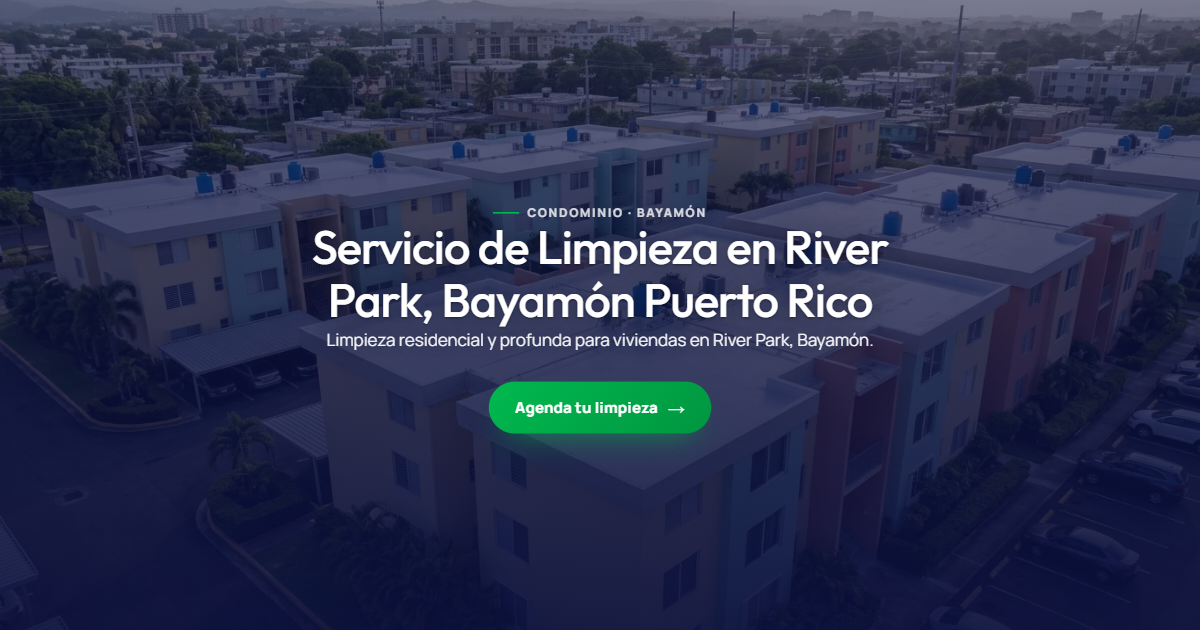 CONDOMINIO · BAYAMÓN
Servicio de Limpieza en River
Park, Bayamón Puerto Rico
Limpieza residencial y profunda para viviendas en River Park, Bayamón.
Agenda tu limpieza →